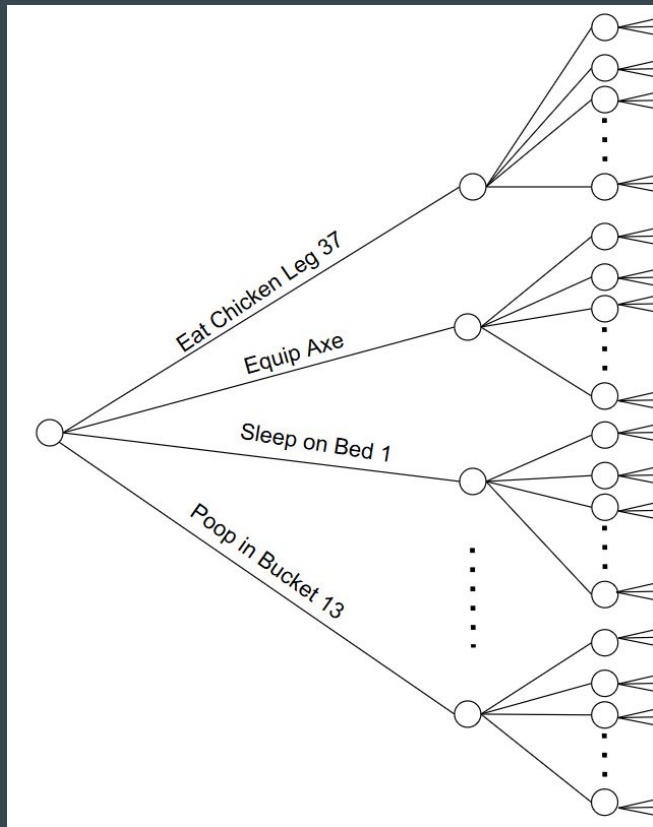 Eat Chicken Leg 37
Equip Axe
Sleep on Bed 1
Poop in Bucket 13